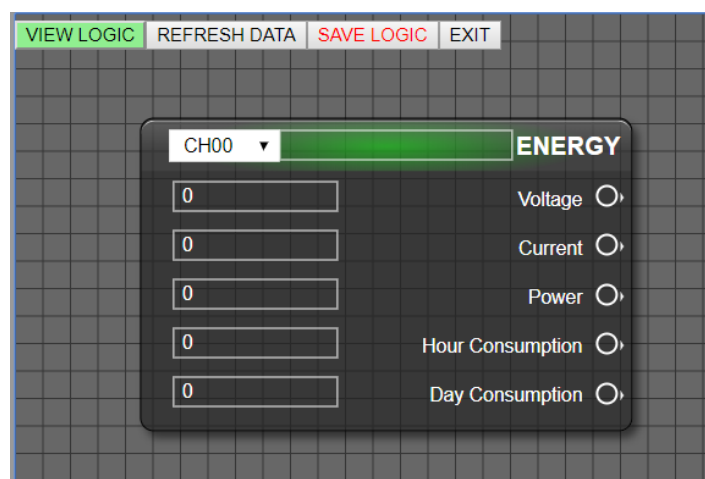 VIEW LOGIC REFRESH DATA SAVE LOGIC EXIT
CH00 ENERGY
0 Voltage
0 Current
0 Power
0 Hour Consumption
0 Day Consumption